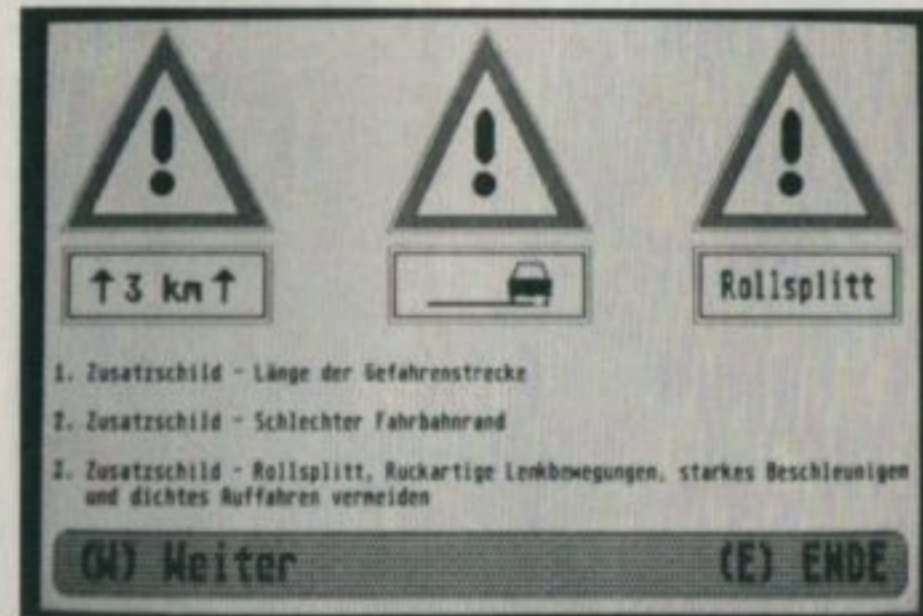 ↑ 3 km ↑
Rollsplitt
1. Zusatzschild - Länge der Gefahrenstrecke
2. Zusatzschild - Schlechter Fahrbahnrand
3. Zusatzschild - Rollsplitt, Ruckartige Lenkbewegungen, starkes Beschleunigen
und dichtes Auffahren vermeiden
(W) Weiter
(E) ENDE